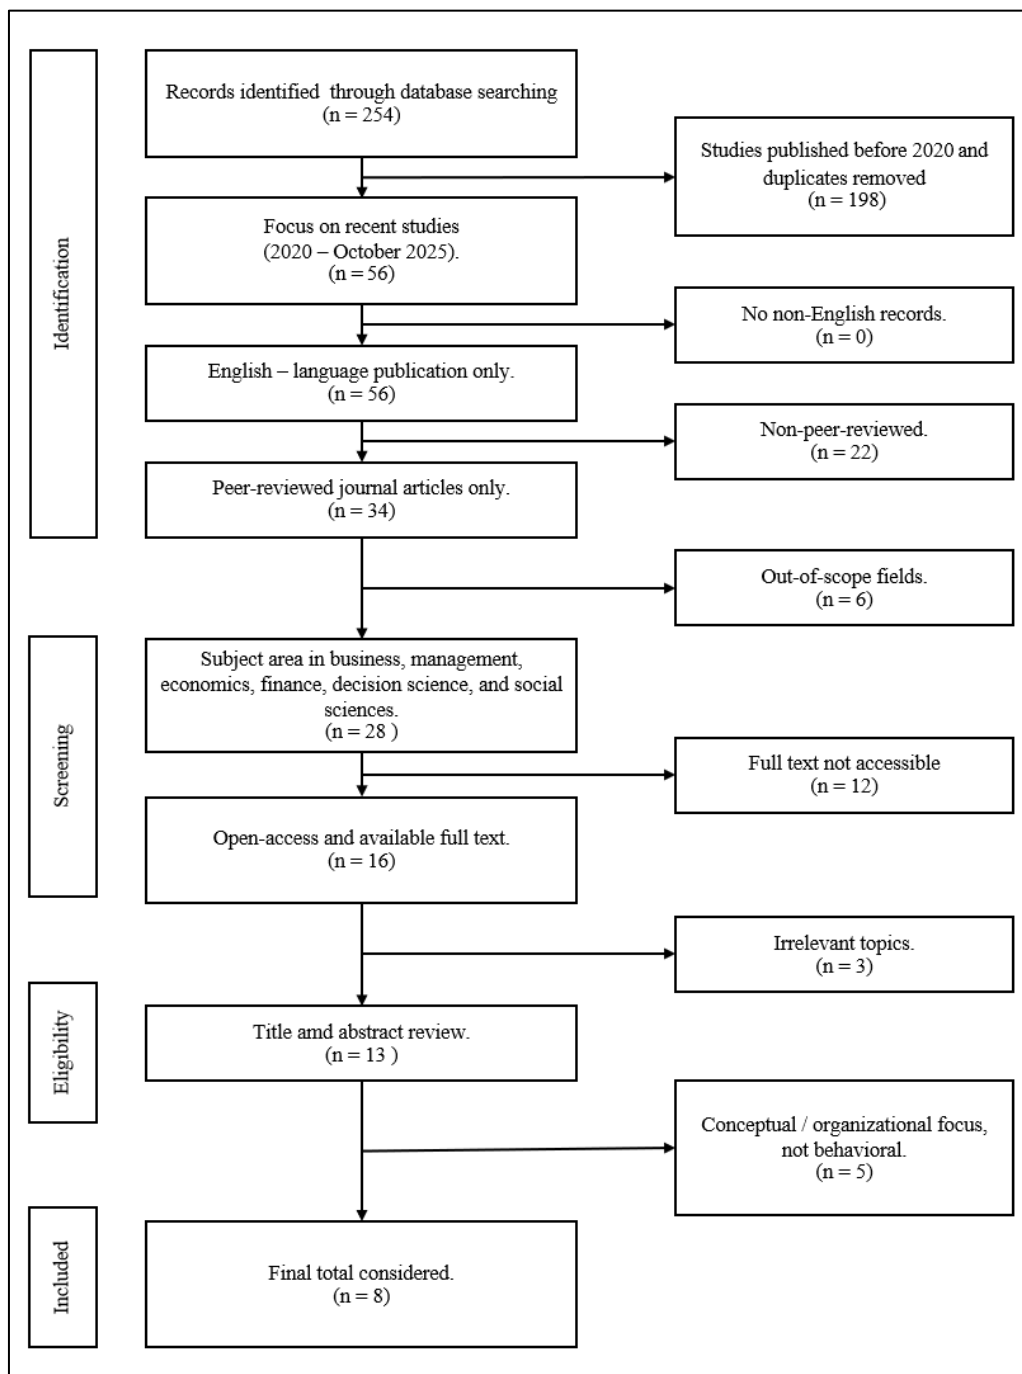 Identification
Records identified through database searching
(n = 254)
Studies published before 2020 and
duplicates removed
(n = 198)
Focus on recent studies
(2020 – October 2025).
(n = 56)
No non-English records.
(n = 0)
English – language publication only.
(n = 56)
Non-peer-reviewed.
(n = 22)
Peer-reviewed journal articles only.
(n = 34)
Out-of-scope fields.
(n = 6)
Screening
Subject area in business, management,
economics, finance, decision science, and social
sciences.
(n = 28 )
Full text not accessible
(n = 12)
Open-access and available full text.
(n = 16)
Irrelevant topics.
(n = 3)
Eligibility
Title amd abstract review.
(n = 13 )
Conceptual / organizational focus,
not behavioral.
(n = 5)
Included
Final total considered.
(n = 8)